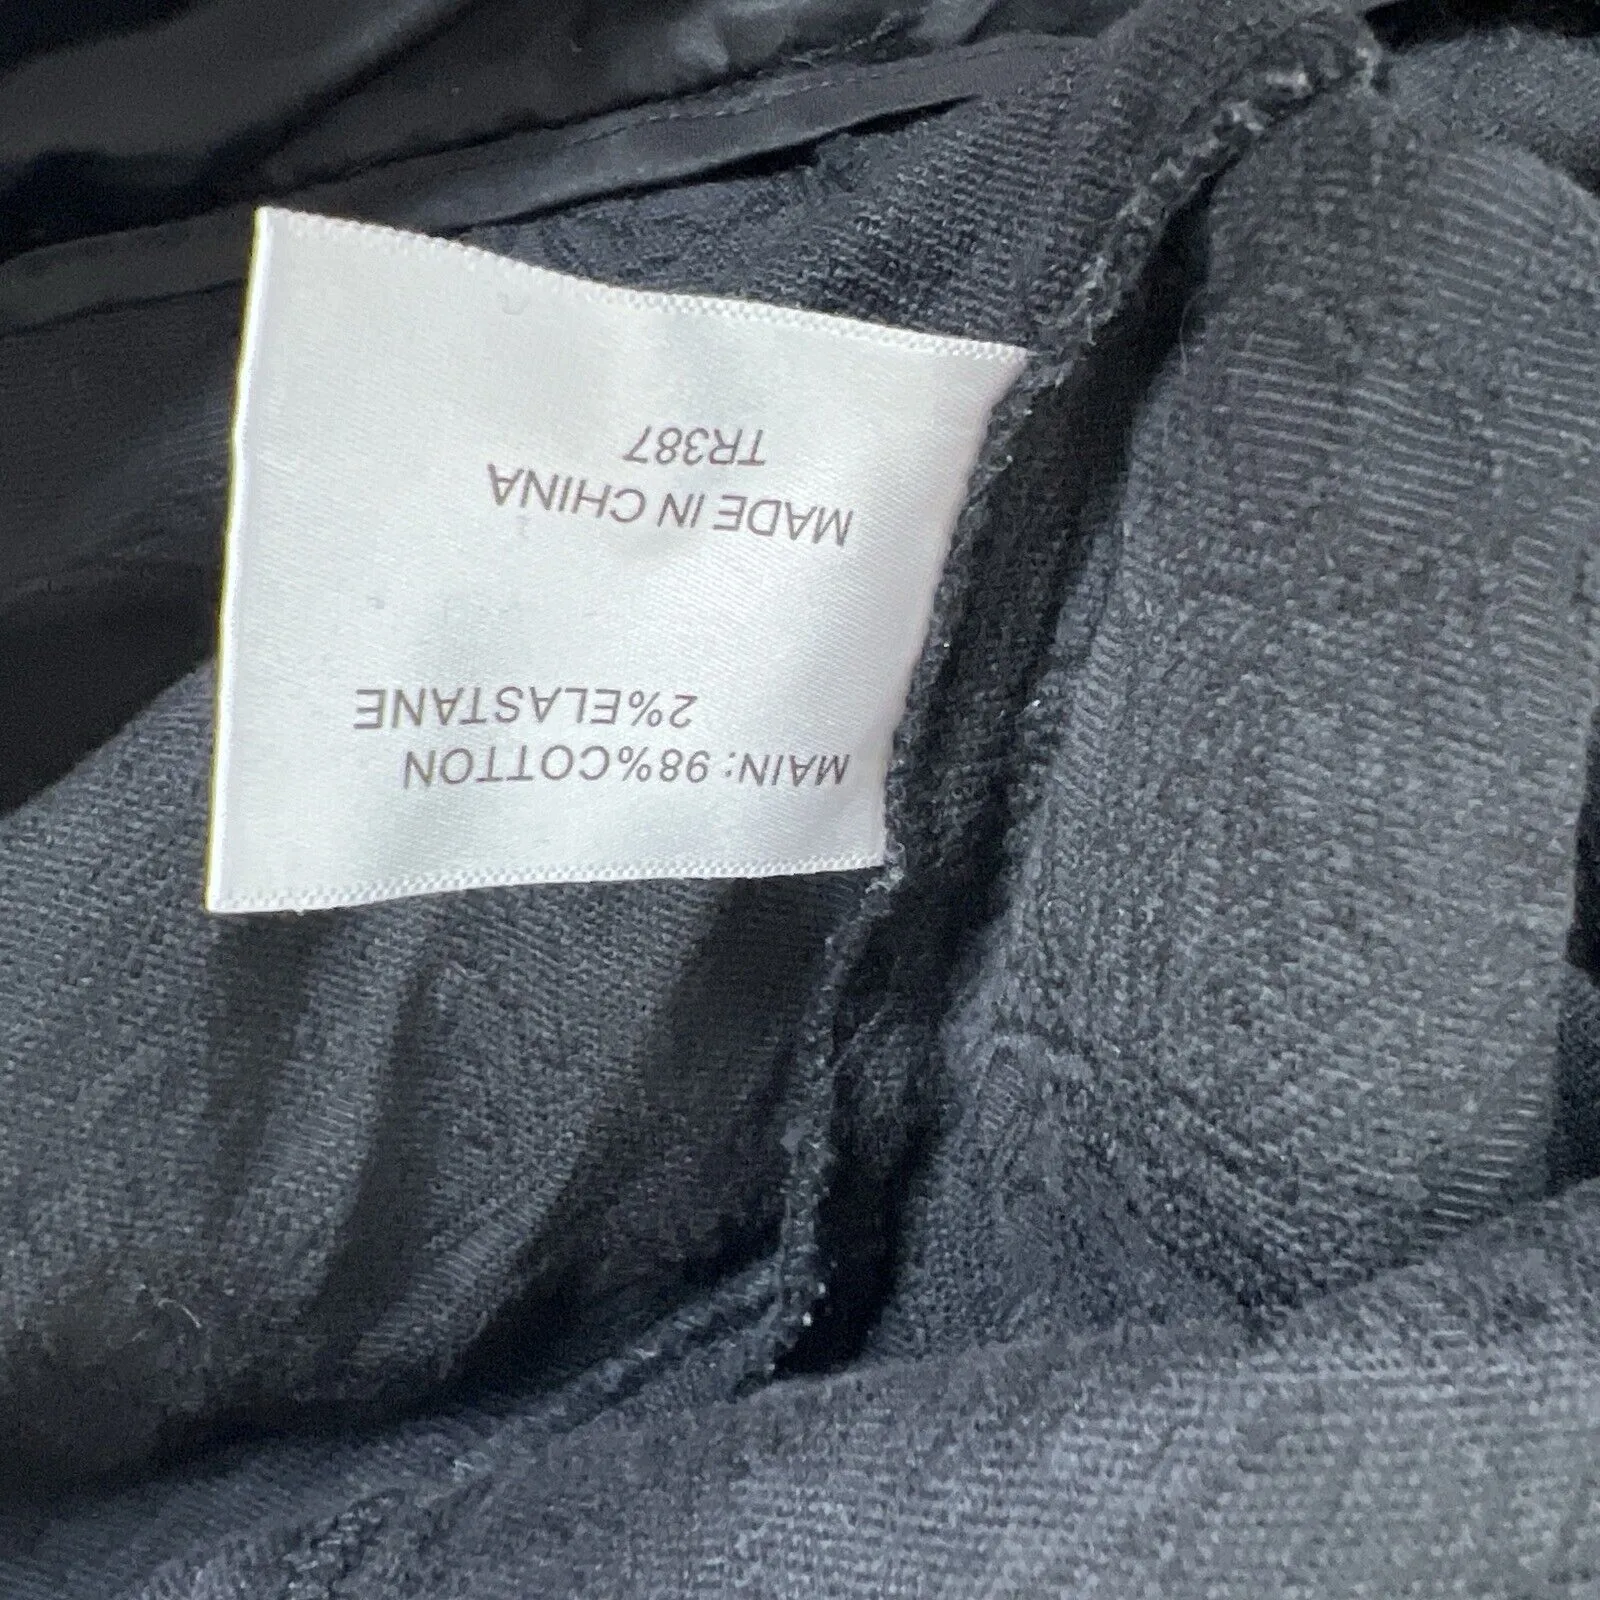 MAIN: 98%COTTON
2%ELASTANE
MADE IN CHINA
TR387